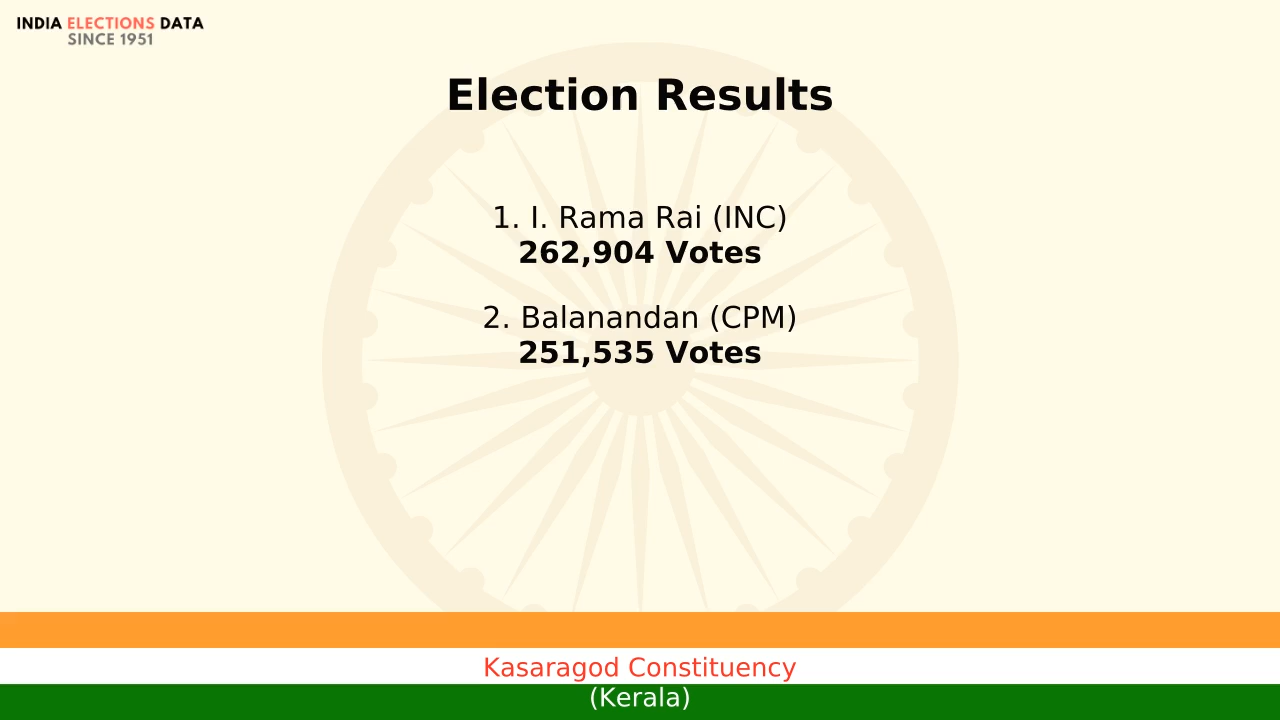 INDIA ELECTIONS DATA
SINCE 1951
Election Results
1. I. Rama Rai (INC)
262,904 Votes
2. Balanandan (CPM)
251,535 Votes
Kasaragod Constituency
(Kerala)